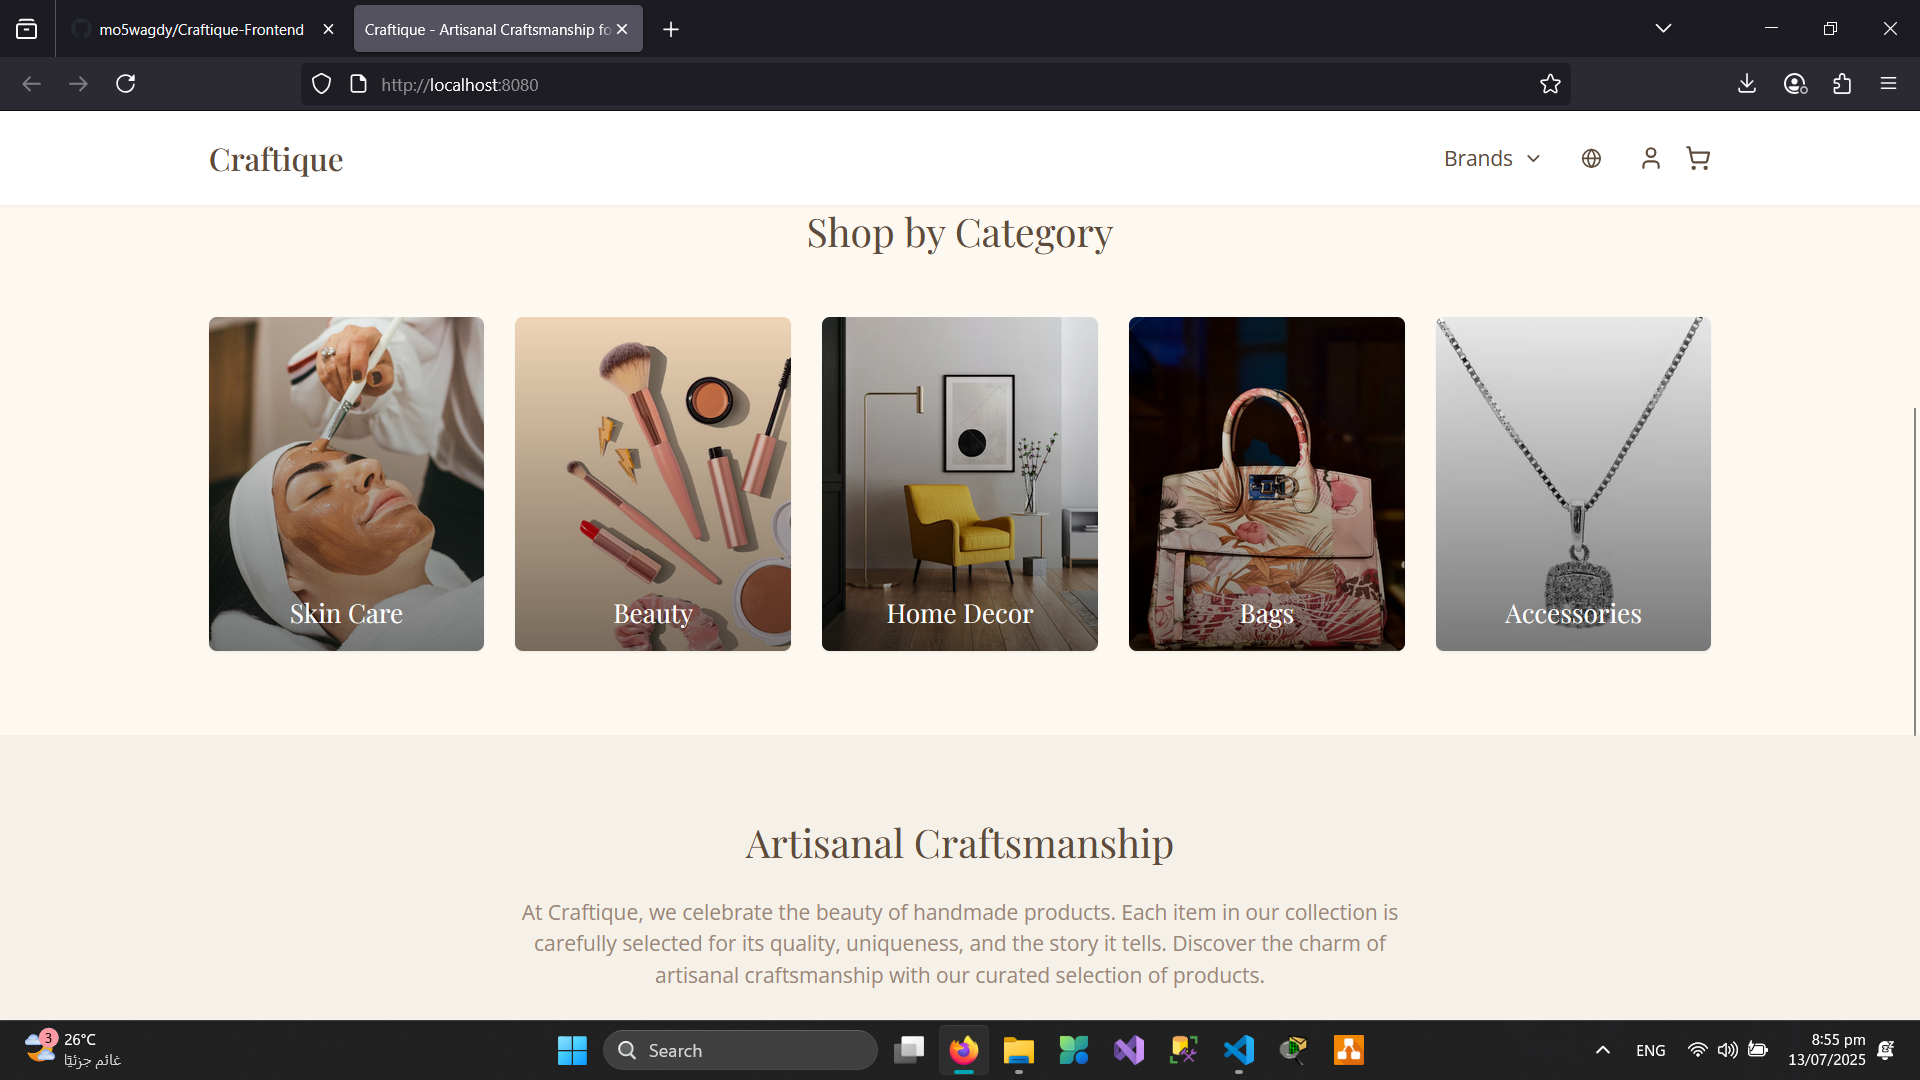 mo5wagdy/Craftique-Frontend
Craftique - Artisanal Craftsmanship fo
http://localhost:8080
Craftique
Brands
Shop by Category
Skin Care
Beauty
Home Decor
Bags
Accessories
Artisanal Craftsmanship
At Craftique, we celebrate the beauty of handmade products. Each item in our collection is
carefully selected for its quality, uniqueness, and the story it tells. Discover the charm of
artisanal craftsmanship with our curated selection of products.
3
26°C
غائم جزئيًا
Search
ENG
8:55 pm
13/07/2025